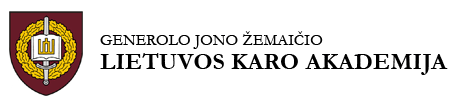 GENEROLO JONO ŽEMAIČIO
LIETUVOS KARO AKADEMIJA